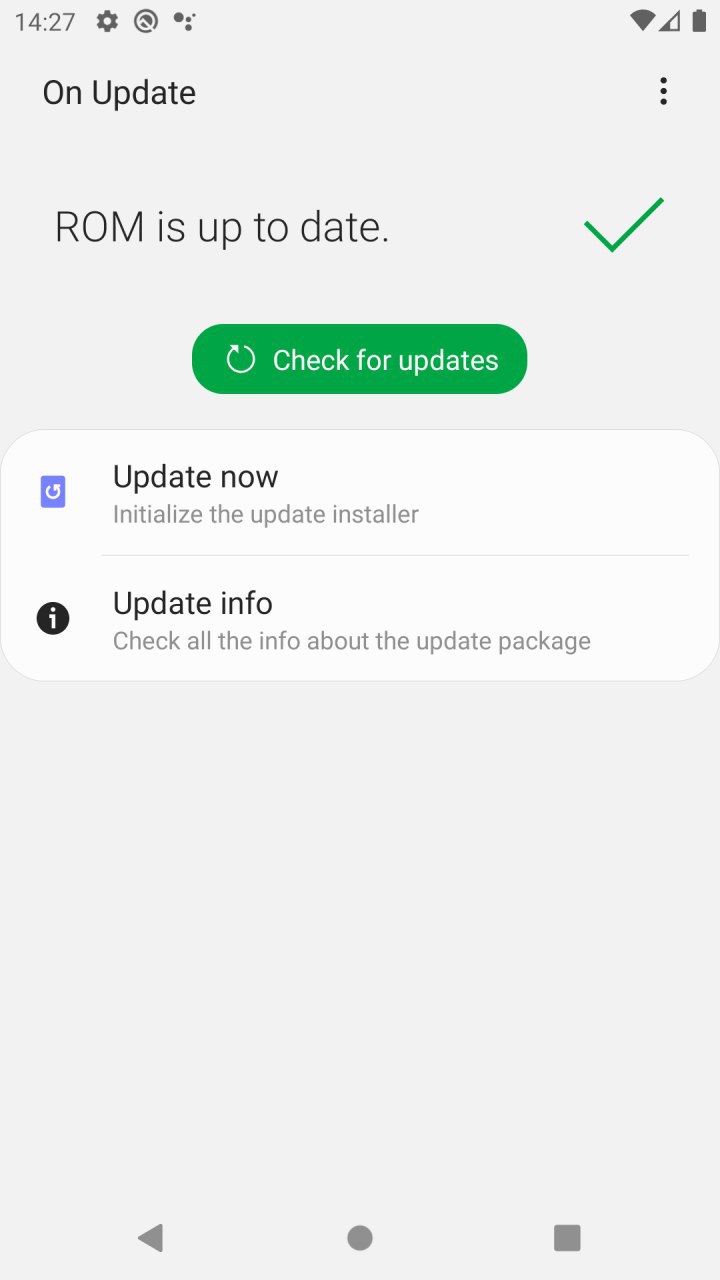 14:27
On Update
ROM is up to date.
Check for updates
Update now
Initialize the update installer
Update info
Check all the info about the update package